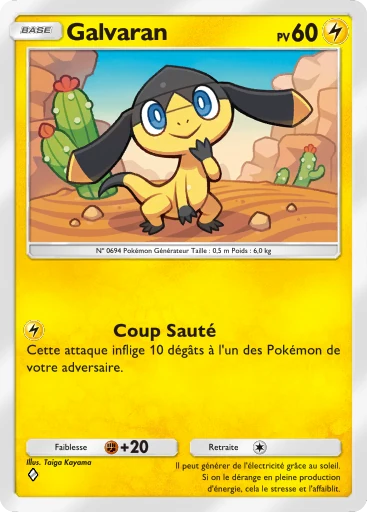 BASE Galvaran PV 60
N° 0694 Pokémon Générateur Taille : 0,5 m Poids : 6,0 kg
Coup Sauté
Cette attaque inflige 10 dégâts à l'un des Pokémon de
votre adversaire.
Faiblesse +20 Retraite
Illus. Taiga Kayama
Il peut générer de l'électricité grâce au soleil.
Si on le dérange en pleine production
d'énergie, cela le stresse et l'affaiblit.